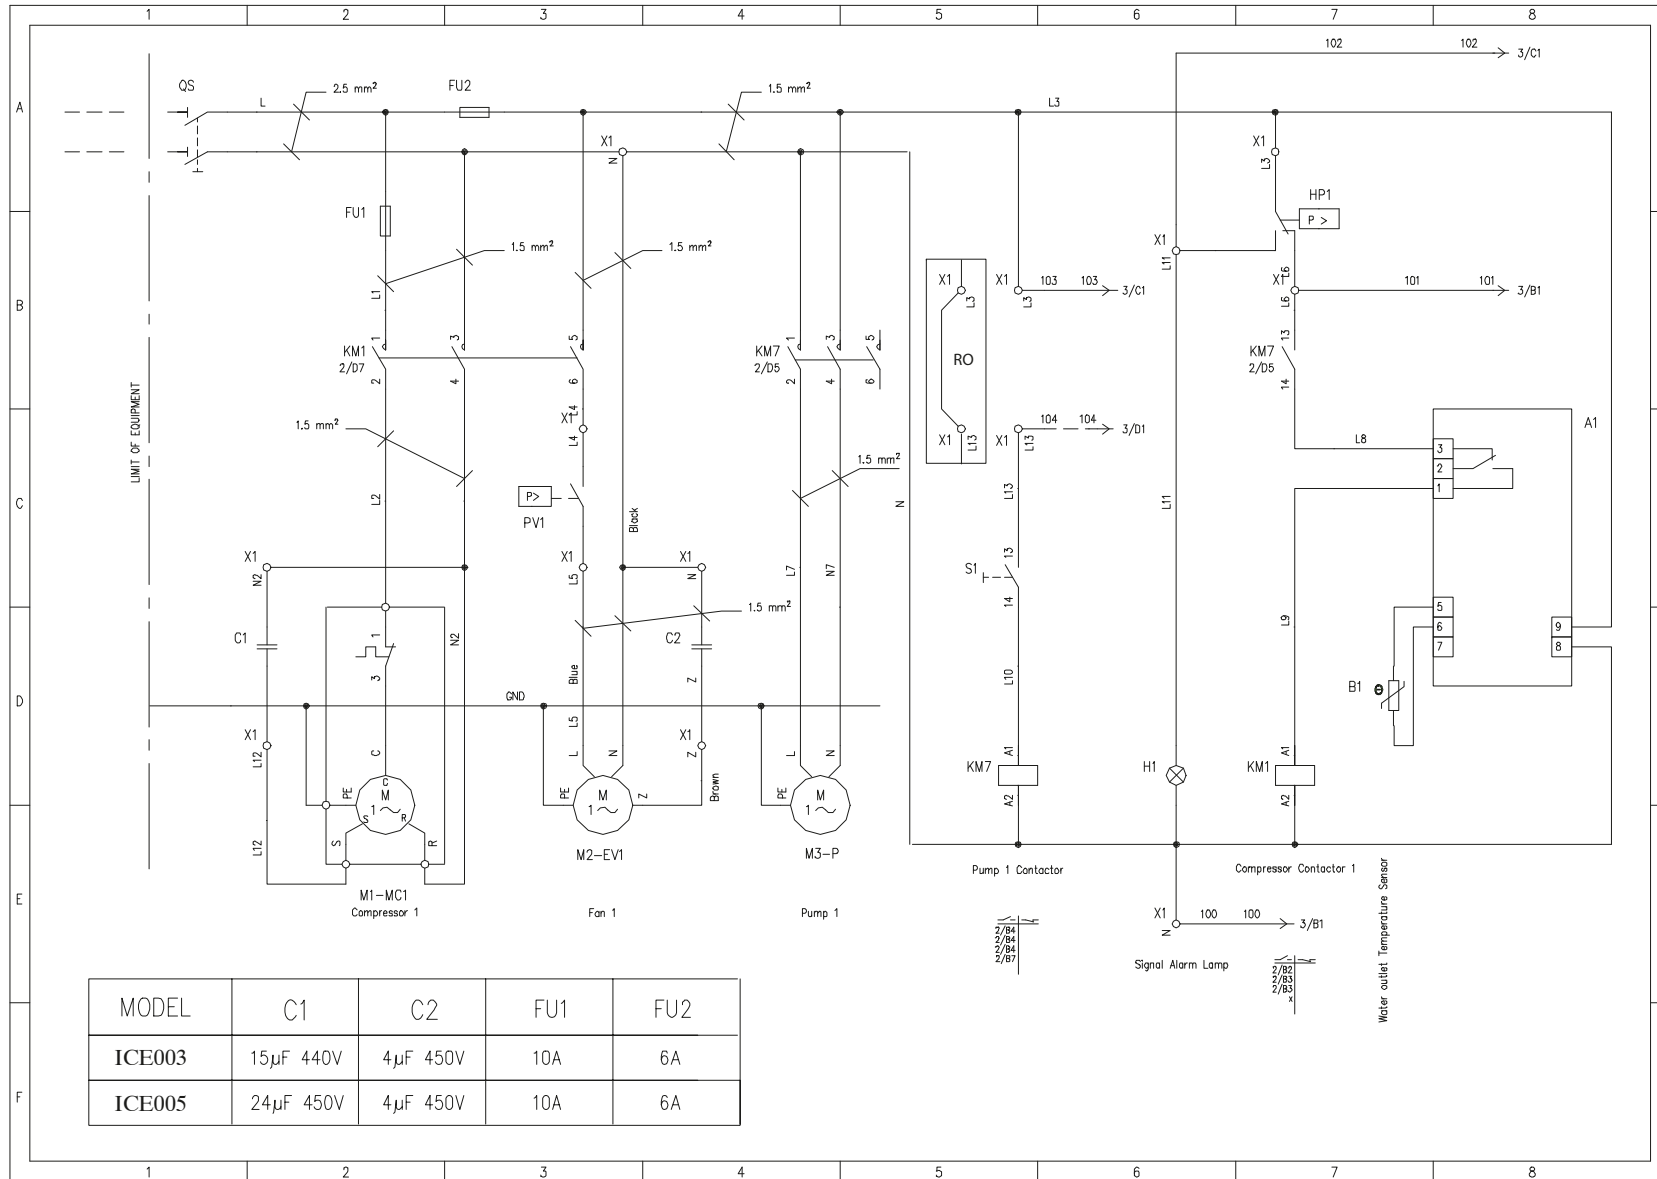 1 2 3 4 5 6 7 8
A
B
C
D
E
F
102 102 3/C1
QS
L
2.5 mm²
FU2
1.5 mm²
L3
X1
N
X1
L3
HP1
P >
FU1
1.5 mm²
1.5 mm²
X1
L11
L6
X1
L6
101 101 3/B1
L1
X1
L3
X1
L3
103 103 3/C1
RO
KM1
2/D7
1 2
3 4
5 6
KM7
2/D5
1 2
3 4
5 6
KM7
2/D5
13
14
LIMIT OF EQUIPMENT
1.5 mm²
L4
X1
L4
1.5 mm²
X1
L13
X1
L13
104 104 3/D1
L8
A1
3
2
1
L2
P>
PV1
Black
N
L13
L11
X1
N2
X1
L5
X1
N
L7
N7
S1
13
14
1.5 mm²
C1
1
3
N2
C2
Blue
Z
L10
L9
5
6
7
9
8
B1
GND
L5
X1
L12
C
X1
Z
Brown
L N
L N
PE
C
M
1
S
R
PE
M
1
Z
PE
M
1
KM7
A1
A2
H1
KM1
A1
A2
L12
S
R
M1-MC1
Compressor 1
M2-EV1
Fan 1
M3-P
Pump 1
Pump 1 Contactor
Compressor Contactor 1
Water outlet Temperature Sensor
X1
N
100 100 3/B1
Signal Alarm Lamp
2/B4
2/B4
2/B4
2/B7
2/B2
2/B3
2/B3
x
MODEL C1 C2 FU1 FU2
ICE003 15µF 440V 4µF 450V 10A 6A
ICE005 24µF 450V 4µF 450V 10A 6A
1 2 3 4 5 6 7 8